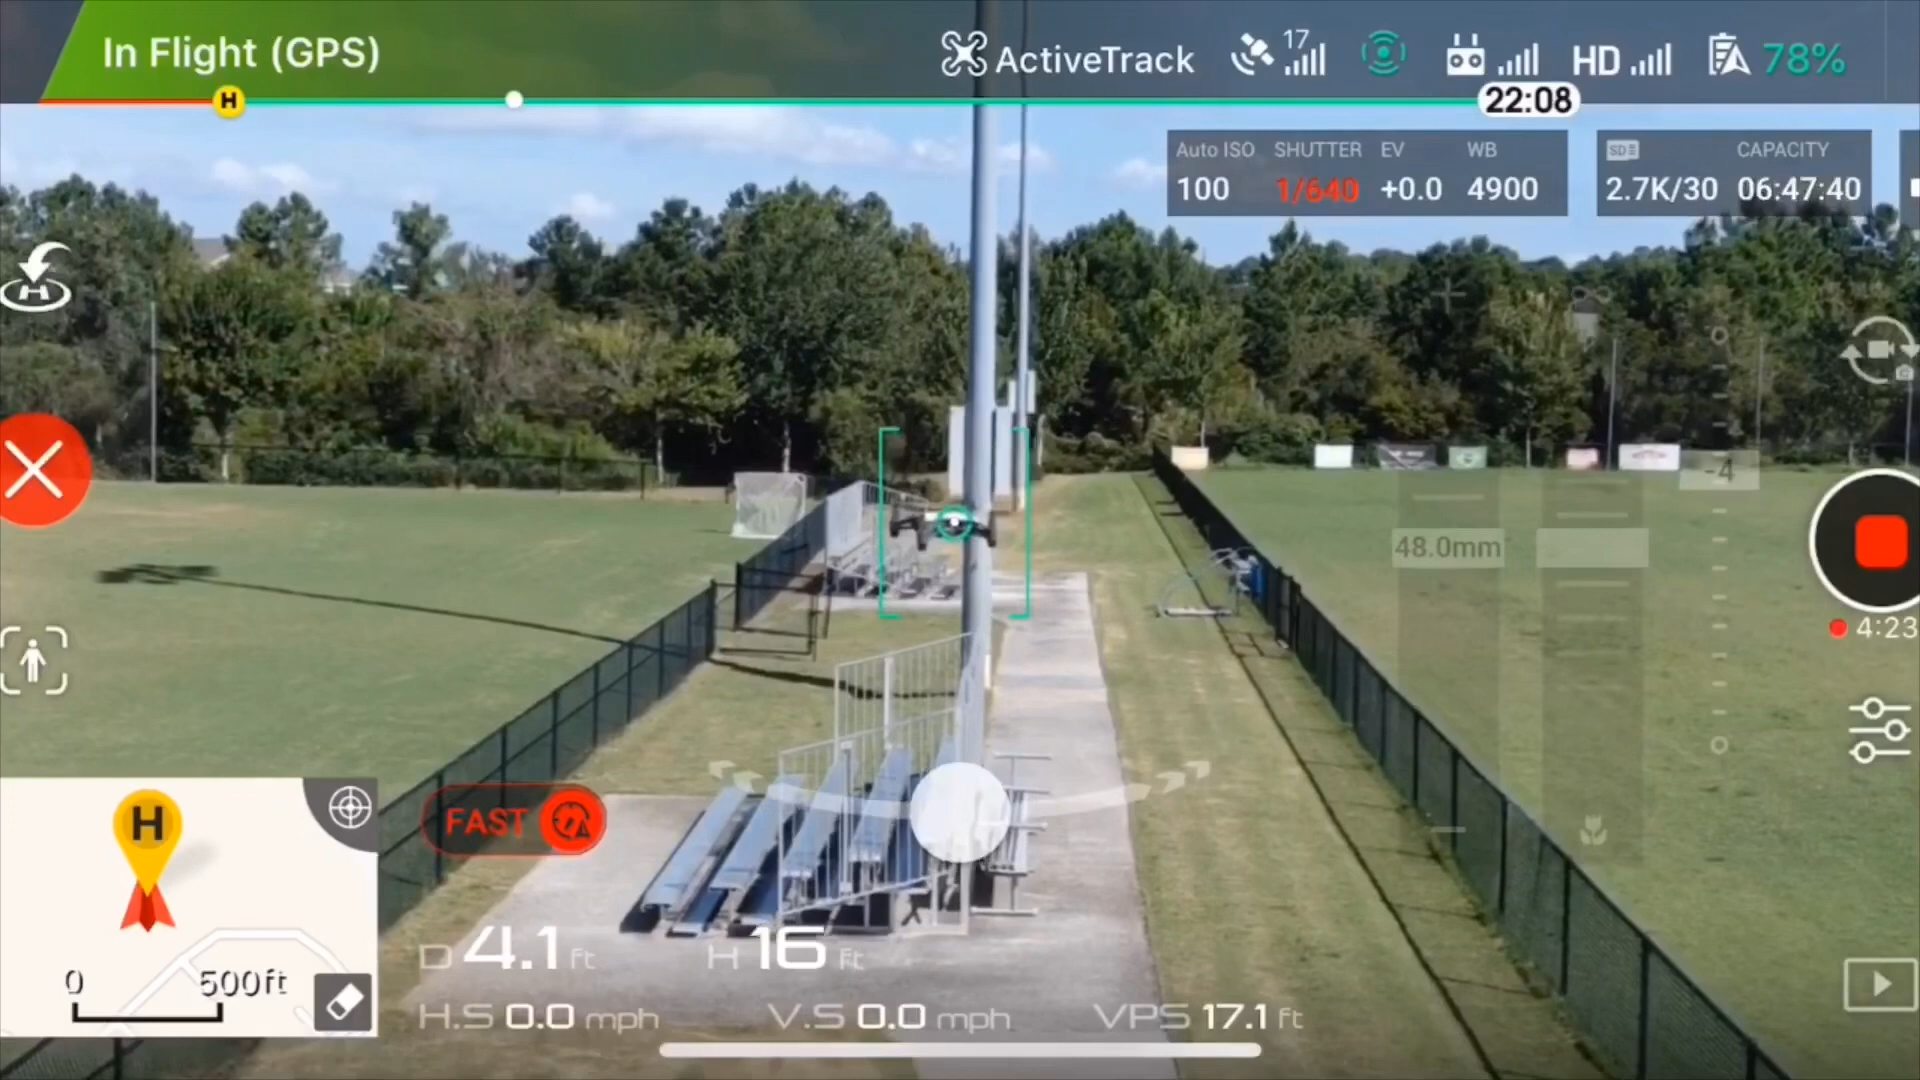 In Flight (GPS)
ActiveTrack
17
HD
78%
H
22:08
Auto ISO SHUTTER EV WB
100 1/640 +0.0 4900
SD CAPACITY
2.7K/30 06:47:40
H
-4
48.0mm
4:23
H
FAST
0 500ft
D 4.1 ft H 16 ft
H.S 0.0 mph V.S 0.0 mph VPS 17.1 ft